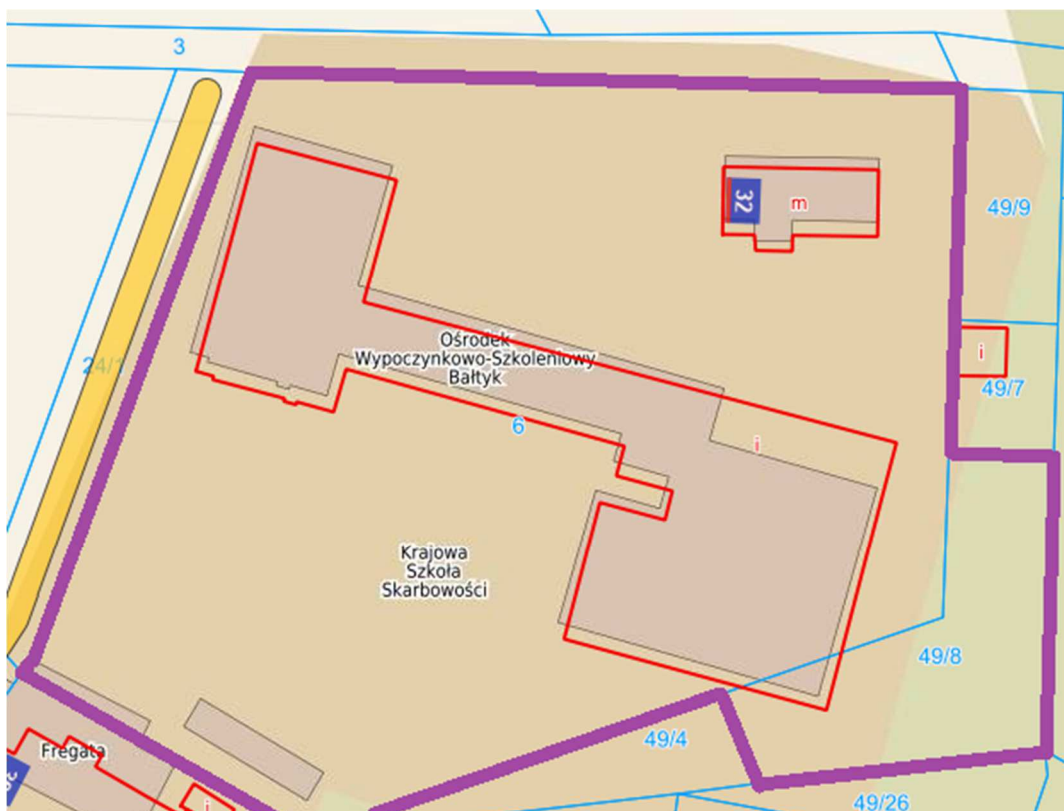 3
49/9
32
m
Ośrodek
Wypoczynkowo-Szkoleniowy
Bałtyk
i
24/1
49/7
6
i
Krajowa
Szkoła
Skarbowości
49/8
49/4
Fregata
i
49/26